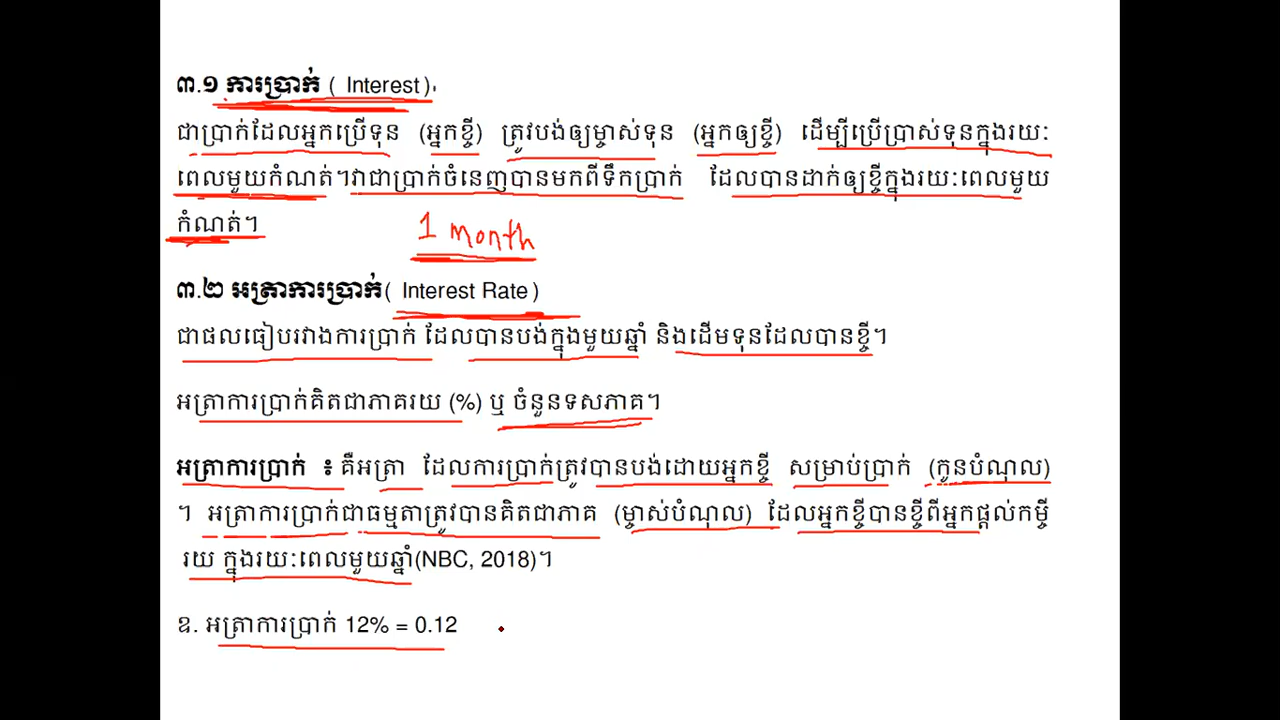 ៣.១ ការប្រាក់ ( Interest)
ជាប្រាក់ដែលអ្នកប្រើទុន (អ្នកខ្ចី) ត្រូវបង់ឲ្យម្ចាស់ទុន (អ្នកឲ្យខ្ចី) ដើម្បីប្រើប្រាស់ទុនក្នុងរយៈ
ពេលមួយកំណត់។វាជាប្រាក់ចំនេញបានមកពីទឹកប្រាក់ ដែលបានដាក់ឲ្យខ្ចីក្នុងរយៈពេលមួយ
កំណត់។
1 month
៣.២ អត្រាការប្រាក់( Interest Rate)
ជាផលធៀបរវាងការប្រាក់ ដែលបានបង់ក្នុងមួយឆ្នាំ និងដើមទុនដែលបានខ្ចី។
អត្រាការប្រាក់គិតជាភាគរយ (%) ឬ ចំនួនទសភាគ។
អត្រាការប្រាក់ ៖ គឺអត្រា ដែលការប្រាក់ត្រូវបានបង់ដោយអ្នកខ្ចី សម្រាប់ប្រាក់ (កូនបំណុល)
។ អត្រាការប្រាក់ជាធម្មតាត្រូវបានគិតជាភាគ (ម្ចាស់បំណុល) ដែលអ្នកខ្ចីបានខ្ចីពីអ្នកផ្តល់កម្ចី
រយ ក្នុងរយៈពេលមួយឆ្នាំ(NBC, 2018)។
ឧ. អត្រាការប្រាក់ 12% = 0.12